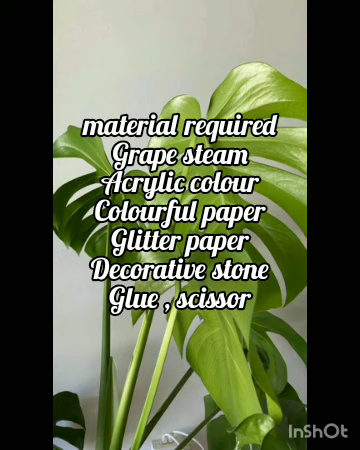 material required
Grape steam
Acrylic colour
Colourful paper
Glitter paper
Decorative stone
Glue , scissor
InShOt